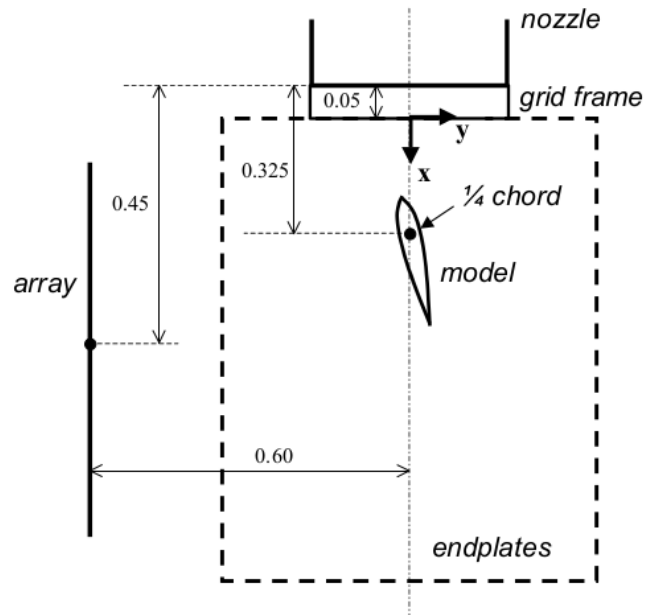 nozzle
0.05
grid frame
y
x
0.325
0.45
¼ chord
array
model
0.60
endplates